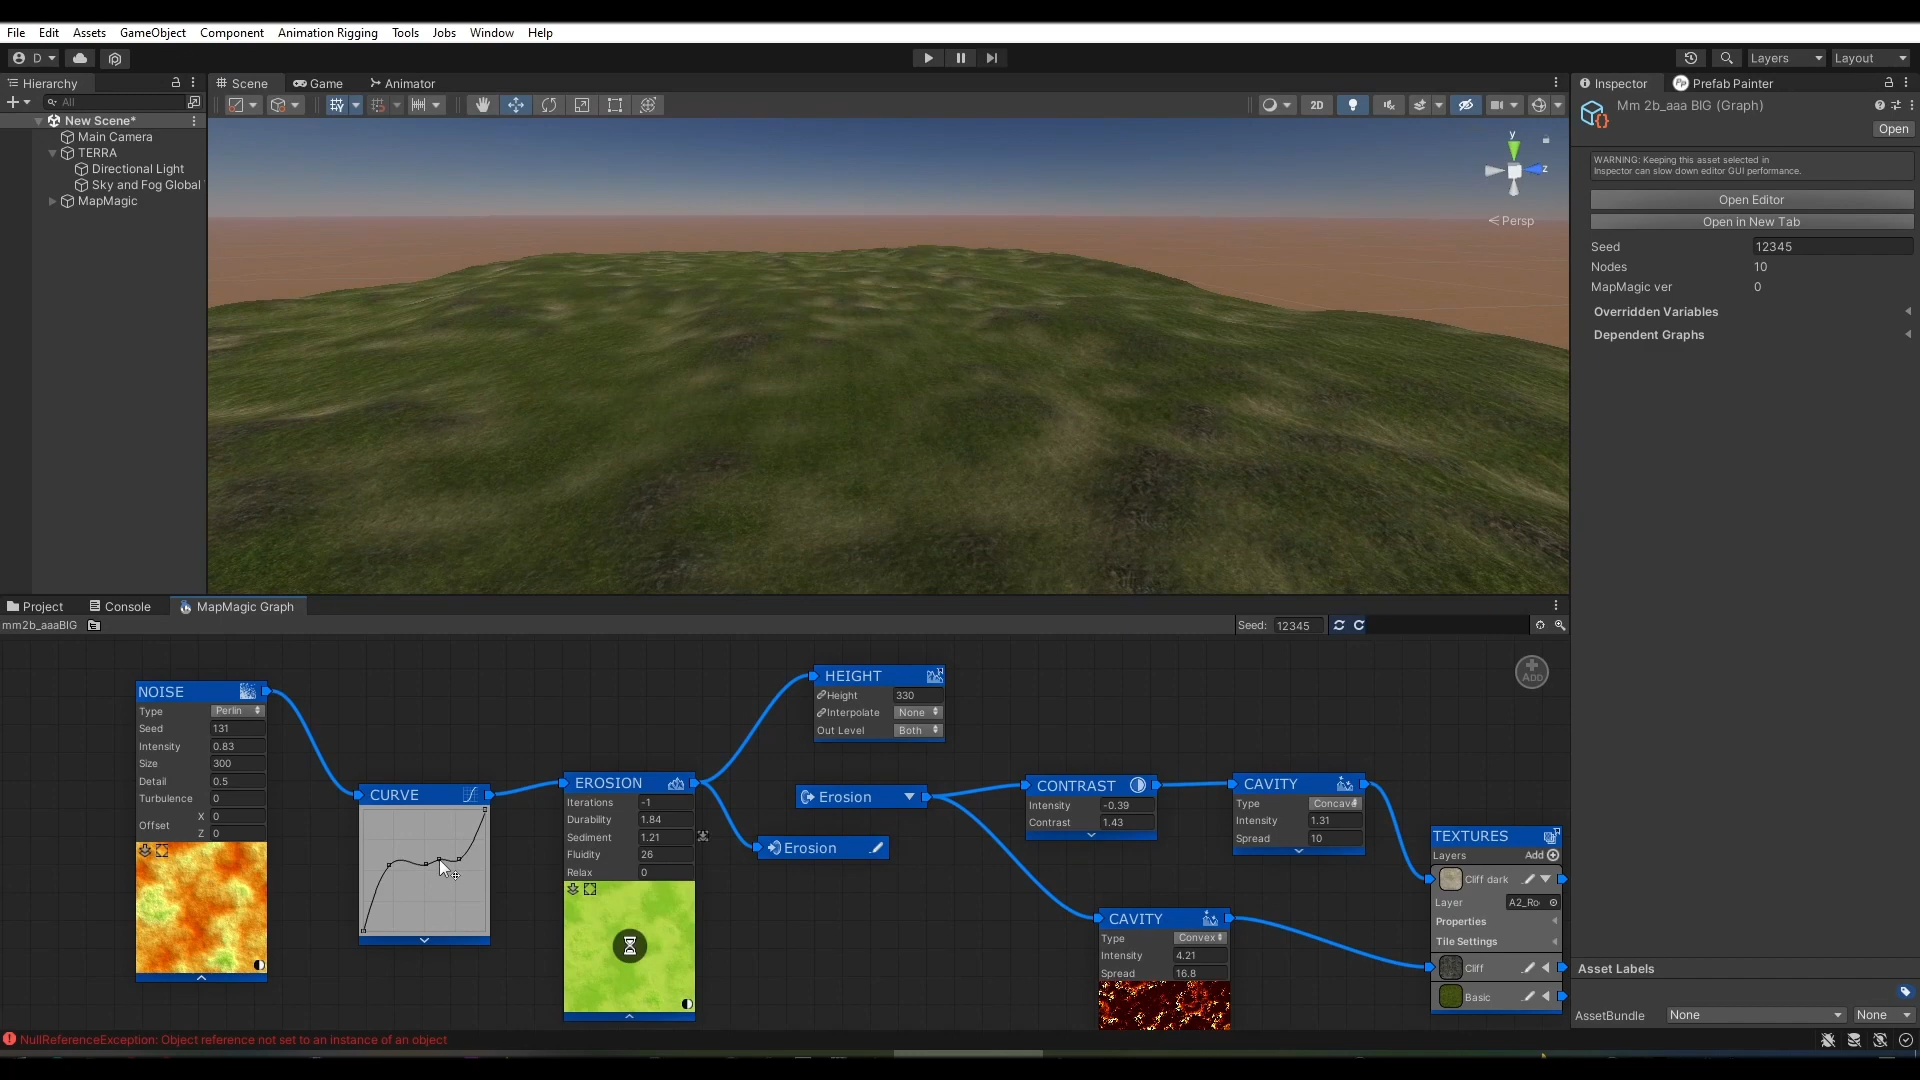 File Edit Assets GameObject Component Animation Rigging Tools Jobs Window Help
D Layers Layout
Hierarchy Scene Game Animator Inspector Prefab Painter
All 2D Mm 2b_aaa BIG (Graph)
New Scene* Open
Main Camera
TERRA
Directional Light
Sky and Fog Global
MapMagic
y
z
Persp
WARNING: Keeping this asset selected in
Inspector can slow down editor GUI performance.
Open Editor
Open in New Tab
Seed 12345
Nodes 10
MapMagic ver 0
Overridden Variables
Dependent Graphs
Project Console MapMagic Graph
mm2b_aaaBIG Seed: 12345
ADD
NOISE
Type Perlin
Seed 131
Intensity 0.83
Size 300
Detail 0.5
Turbulence 0
Offset X 0
Z 0
CURVE
EROSION
Iterations -1
Durability 1.84
Sediment 1.21
Fluidity 26
Relax 0
HEIGHT
Height 330
Interpolate None
Out Level Both
Erosion
Erosion
CONTRAST
Intensity -0.39
Contrast 1.43
CAVITY
Type Concave
Intensity 1.31
Spread 10
CAVITY
Type Convex
Intensity 4.21
Spread 16.8
TEXTURES
Layers Add
Cliff dark
Layer A2_Ro
Properties
Tile Settings
Cliff
Basic
Asset Labels
AssetBundle None None
NullReferenceException: Object reference not set to an instance of an object